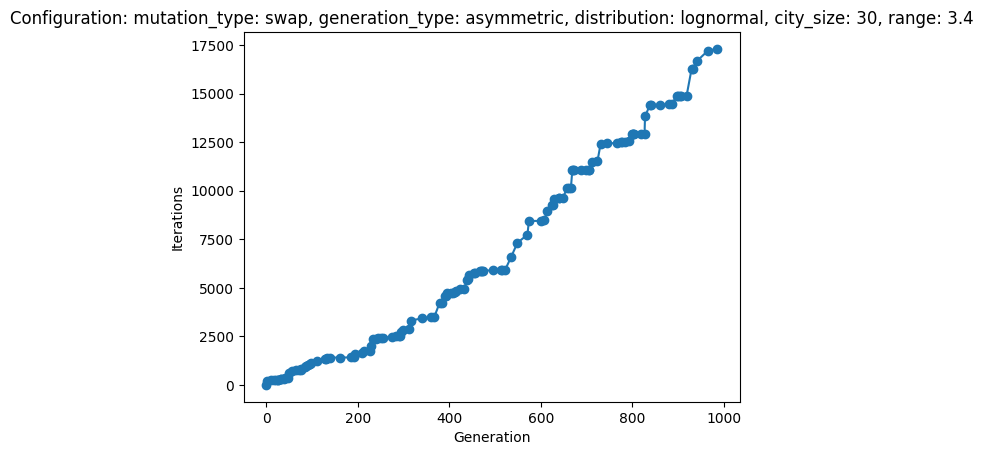 Configuration: mutation_type: swap, generation_type: asymmetric, distribution: lognormal, city_size: 30, range: 3.4
17500
15000
12500
10000
7500
5000
2500
0
Iterations
0 200 400 600 800 1000
Generation